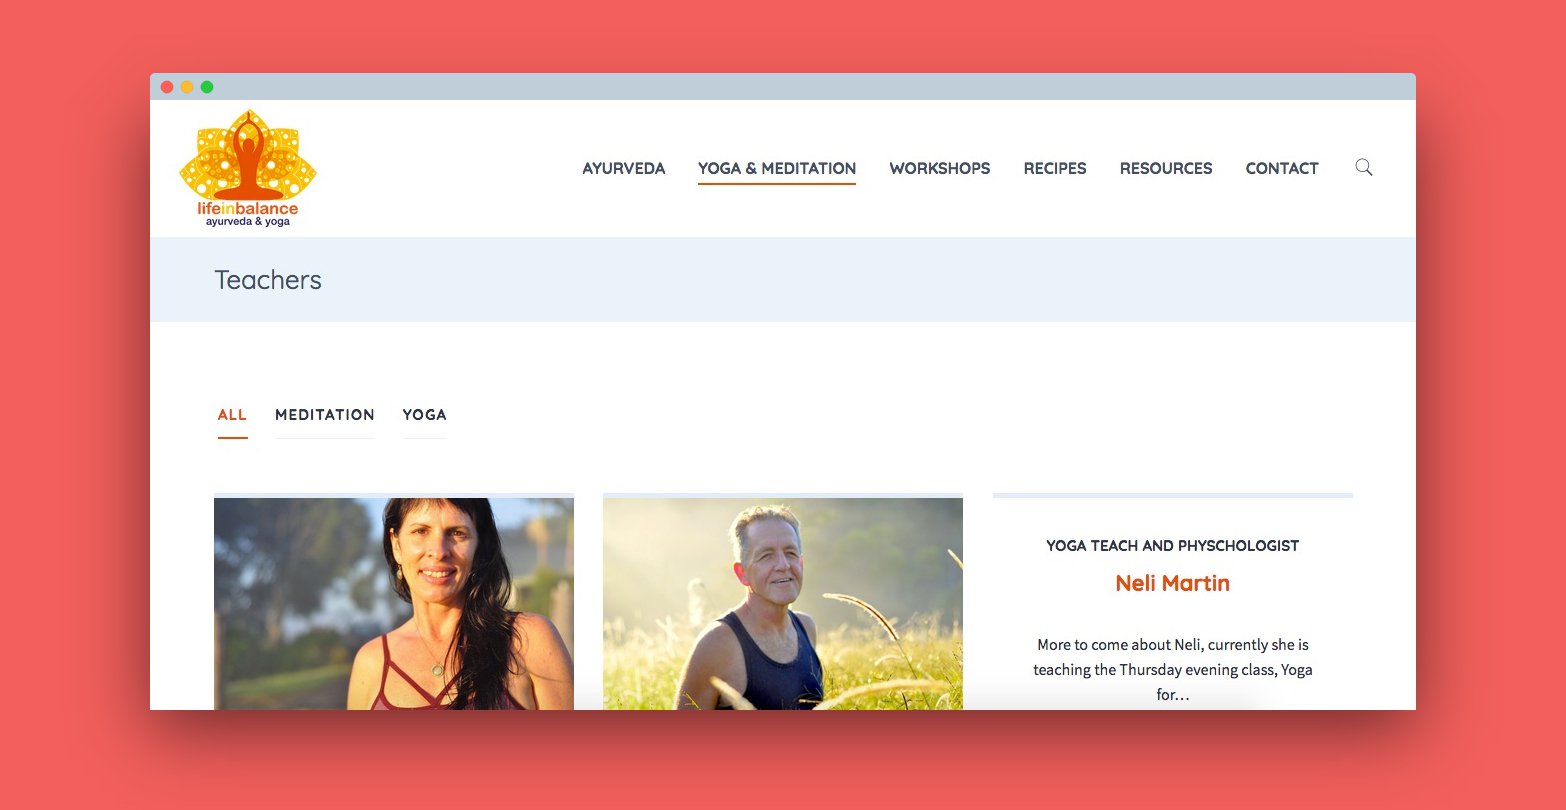 lifeinbalance
ayurveda & yoga
AYURVEDA YOGA & MEDITATION WORKSHOPS RECIPES RESOURCES CONTACT
Teachers
ALL MEDITATION YOGA
YOGA TEACH AND PHYSCHOLOGIST
Neli Martin
More to come about Neli, currently she is
teaching the Thursday evening class, Yoga
for…